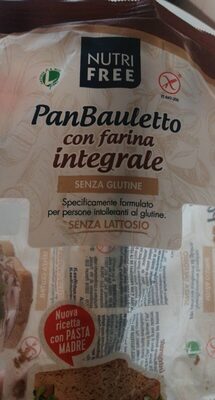 NUTRI
FREE
PanBauletto
con farina
integrale
SENZA GLUTINE
Specificamente formulato
per persone intolleranti al glutine.
SENZA LATTOSIO
Nuova
ricetta
con PASTA
MADRE